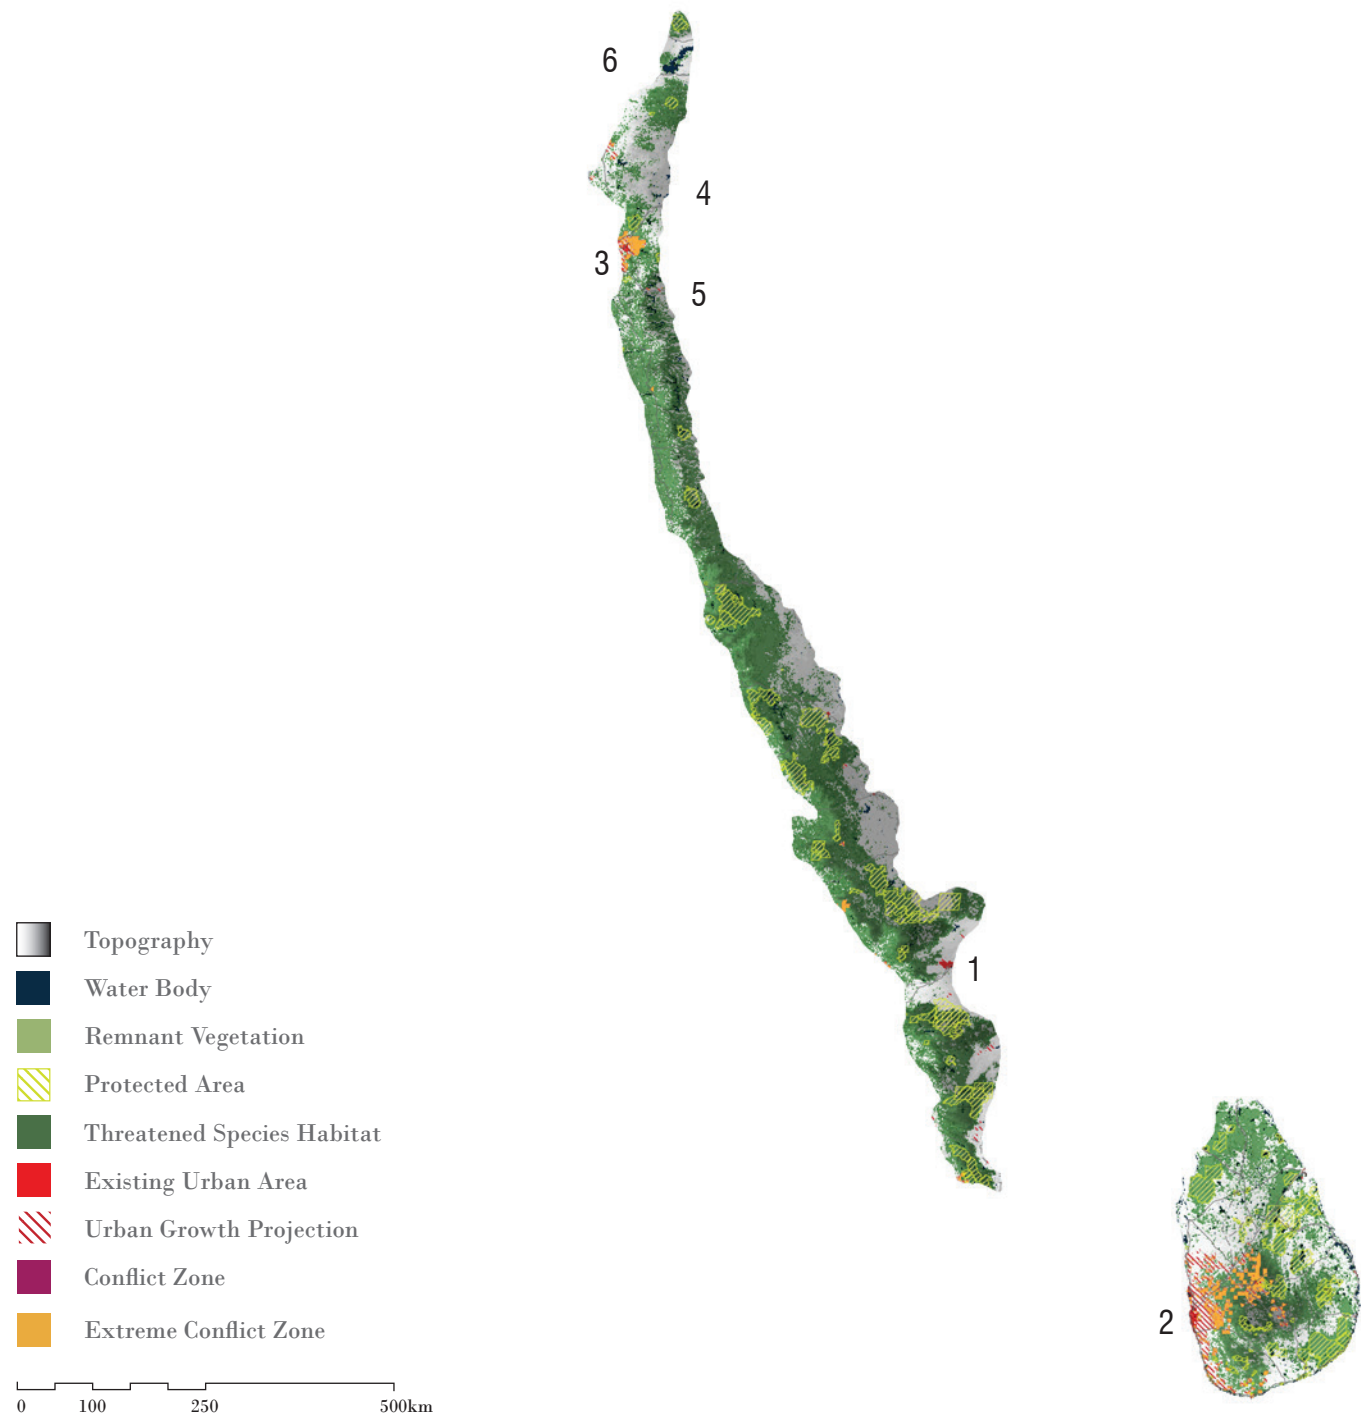 6
4
3
5
1
2
Topography
Water Body
Remnant Vegetation
Protected Area
Threatened Species Habitat
Existing Urban Area
Urban Growth Projection
Conflict Zone
Extreme Conflict Zone
0 100 250 500km